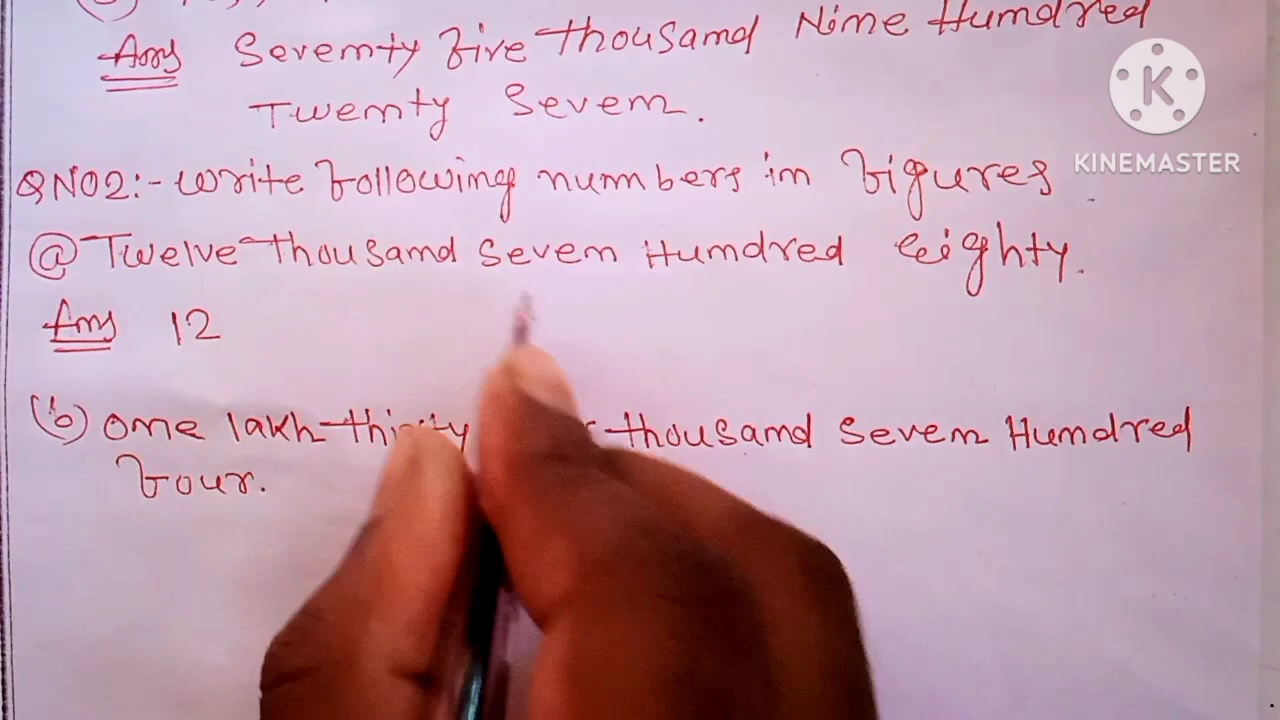 Ans Seventy five thousand Nine Hundred
Twenty Seven.
K
KINEMASTER
QNO2:- write following numbers in figures
@ Twelve thousand seven Hundred eighty.
Ans 12
(b) one lakh thirty thousand seven Hundred
four.